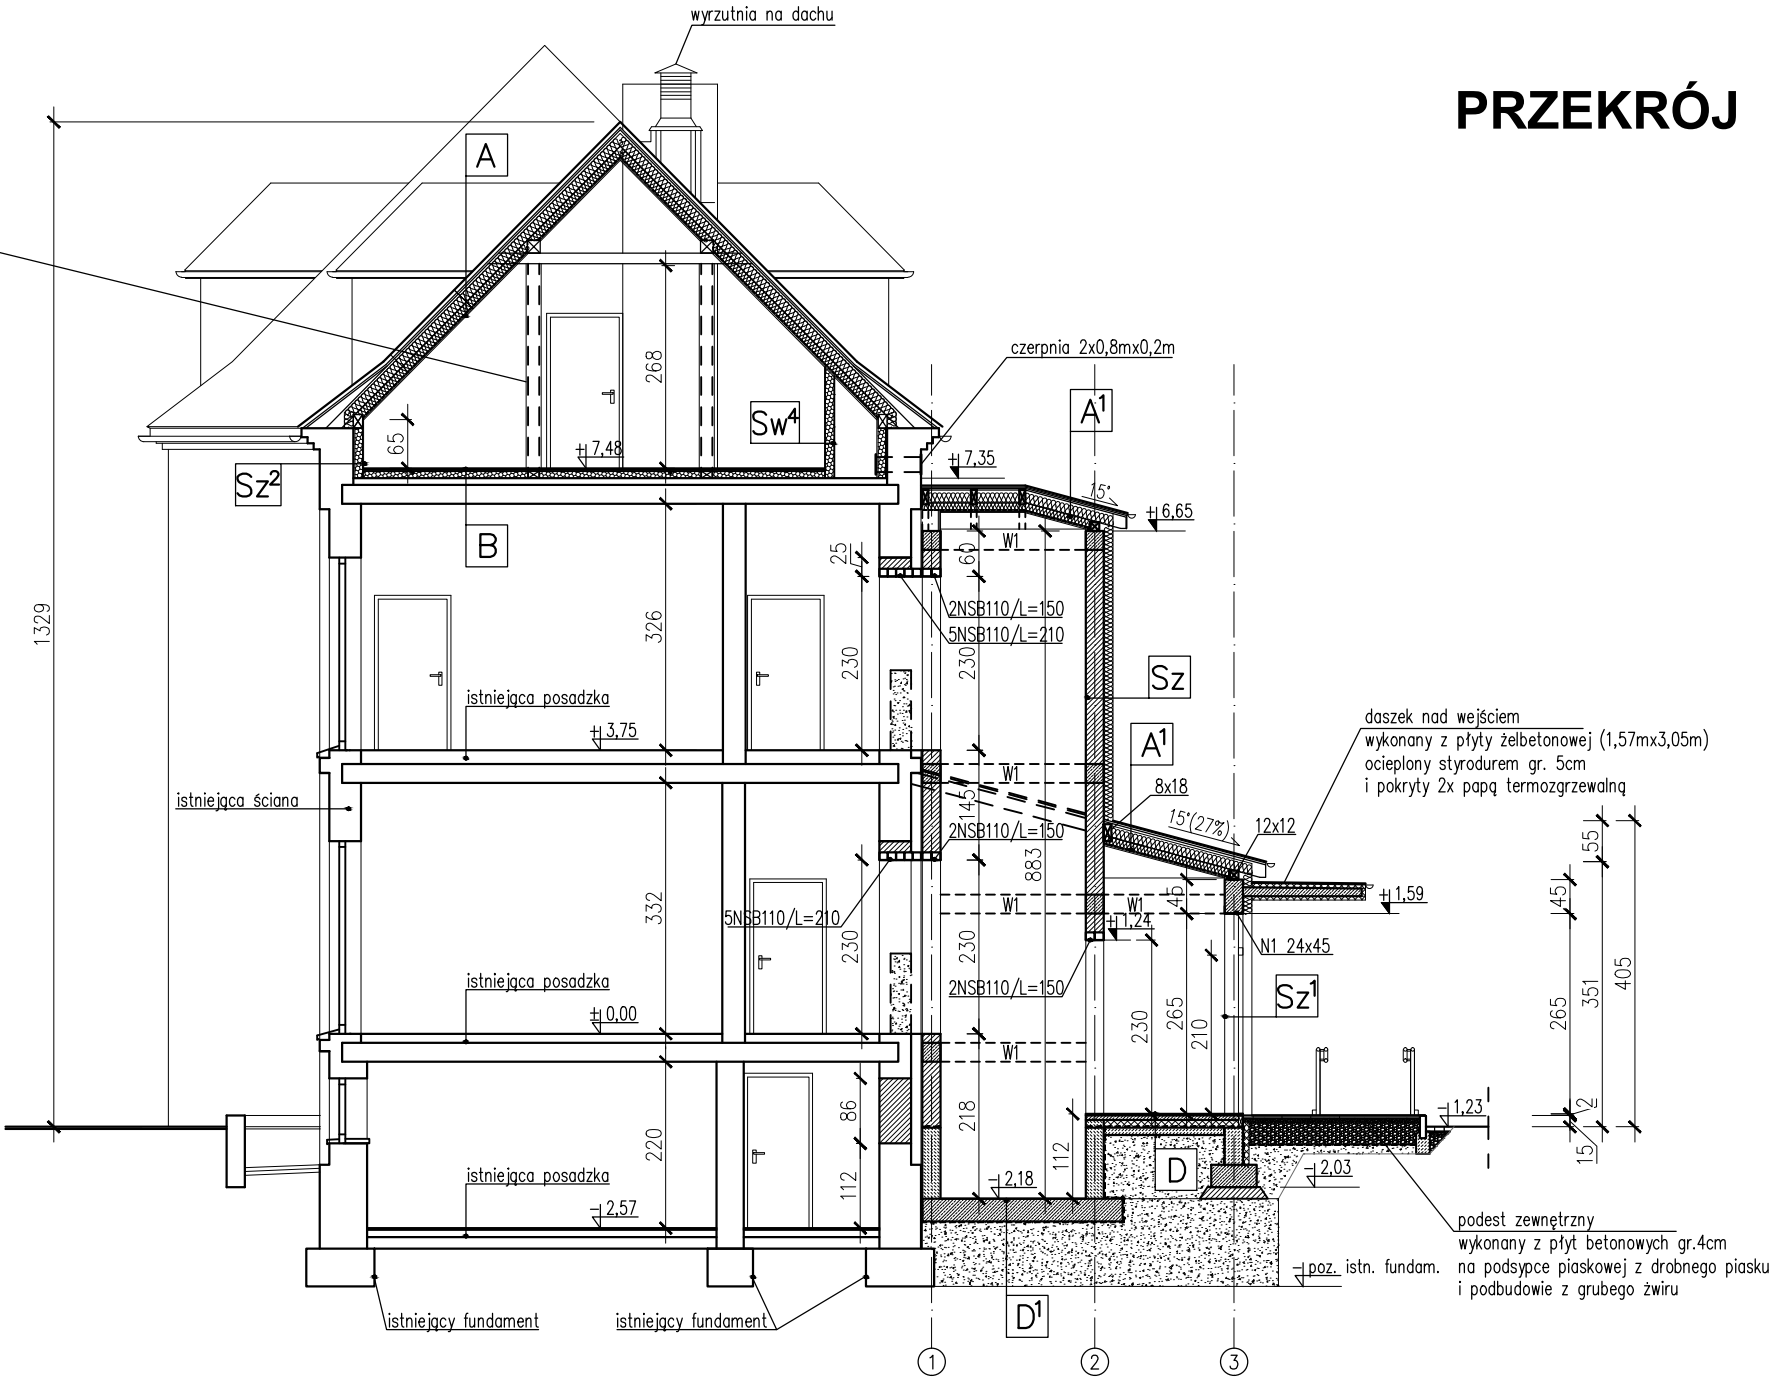 wyrzutnia na dachu
PRZEKRÓJ
A
czerpnia 2x0,8mx0,2m
268
A¹
65
Sw⁴
+7,48
+7,35
Sz²
15°
+6,65
B
25
60
W1
1329
2NSB110/L=150
5NSB110/L=210
326
230
230
Sz
istniejąca posadzka
+3,75
daszek nad wejściem
wykonany z płyty żelbetonowej (1,57mx3,05m)
ocieplony styrodurem gr. 5cm
i pokryty 2x papą termozgrzewalną
A¹
W1
8x18
istniejąca ściana
145
15°(27%)
12x12
2NSB110/L=150
55
883
332
45
45
+1,59
W1
W1
5NSB110/L=210
+1,24
N1 24x45
230
230
405
istniejąca posadzka
2NSB110/L=150
Sz¹
351
265
265
±0,00
230
210
W1
86
218
2
-1,23
220
112
15
istniejąca posadzka
D
-2,03
112
-2,18
-2,57
podest zewnętrzny
wykonany z płyt betonowych gr.4cm
na podsypce piaskowej z drobnego piasku
i podbudowie z grubego żwiru
poz. istn. fundam.
istniejący fundament
istniejący fundament
D¹
1
2
3